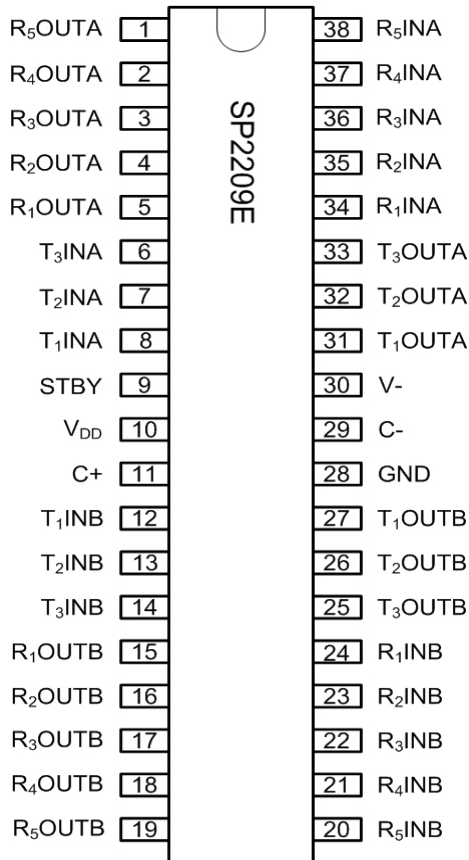 R₅OUTA 1 38 R₅INA
R₄OUTA 2 37 R₄INA
R₃OUTA 3 36 R₃INA
R₂OUTA 4 35 R₂INA
R₁OUTA 5 34 R₁INA
T₃INA 6 33 T₃OUTA
T₂INA 7 32 T₂OUTA
T₁INA 8 31 T₁OUTA
STBY 9 30 V-
V_DD 10 29 C-
C+ 11 28 GND
T₁INB 12 27 T₁OUTB
T₂INB 13 26 T₂OUTB
T₃INB 14 25 T₃OUTB
R₁OUTB 15 24 R₁INB
R₂OUTB 16 23 R₂INB
R₃OUTB 17 22 R₃INB
R₄OUTB 18 21 R₄INB
R₅OUTB 19 20 R₅INB
SP2209E